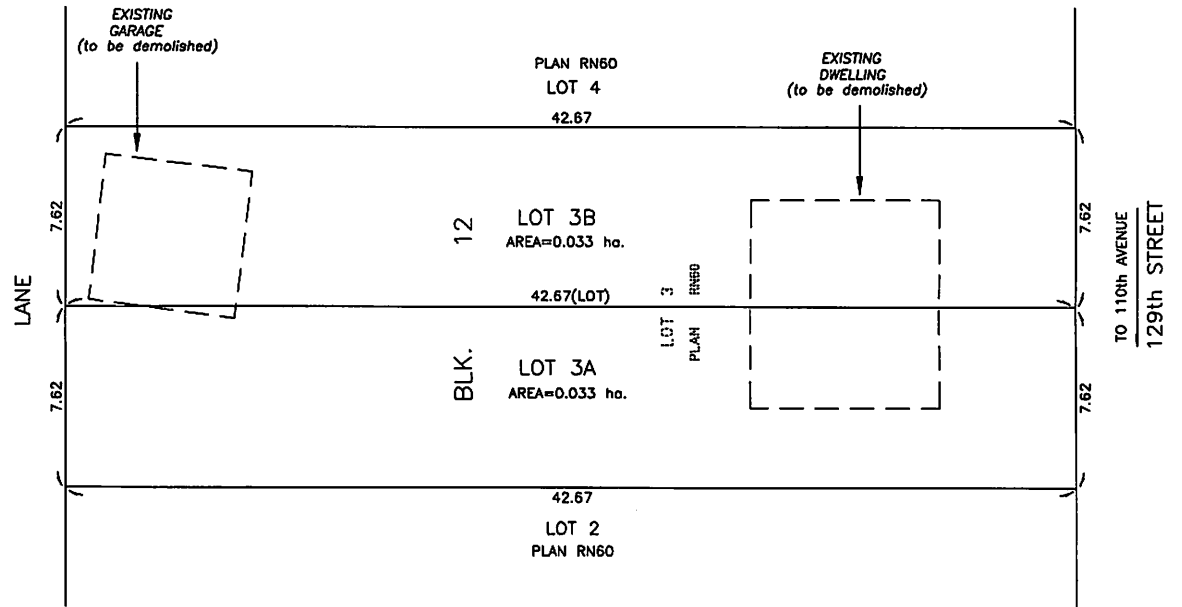 EXISTING
GARAGE
(to be demolished)
PLAN RN60
LOT 4
42.67
EXISTING
DWELLING
(to be demolished)
7.62
12
LOT 3B
AREA=0.033 ha.
7.62
LANE
42.67(LOT)
LOT 3
PLAN RN60
TO 110th AVENUE
129th STREET
7.62
BLK.
LOT 3A
AREA=0.033 ha.
7.62
42.67
LOT 2
PLAN RN60